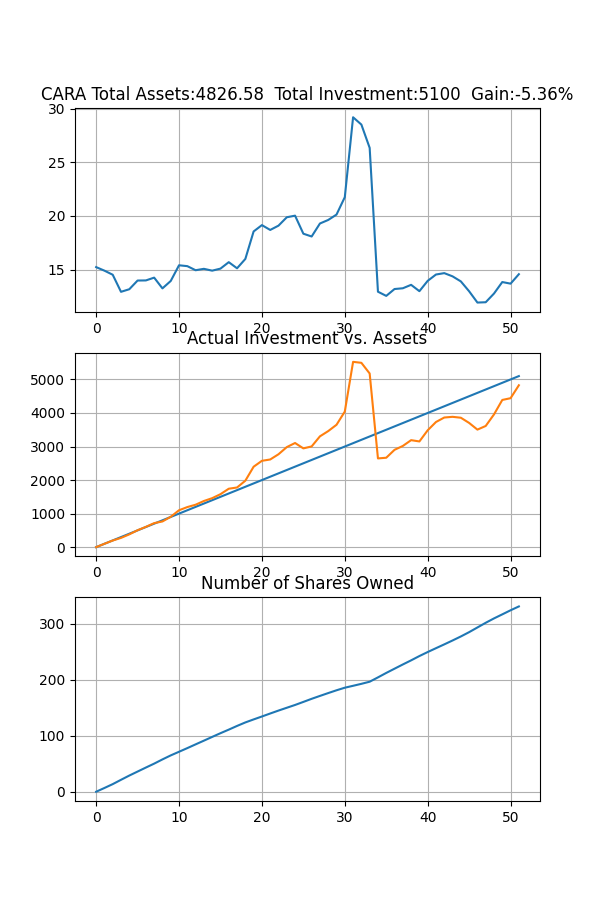 CARA Total Assets:4826.58  Total Investment:5100  Gain:-5.36%
30
25
20
15
0 10 20 30 40 50
Actual Investment vs. Assets
5000
4000
3000
2000
1000
0
0 10 20 30 40 50
Number of Shares Owned
300
200
100
0
0 10 20 30 40 50